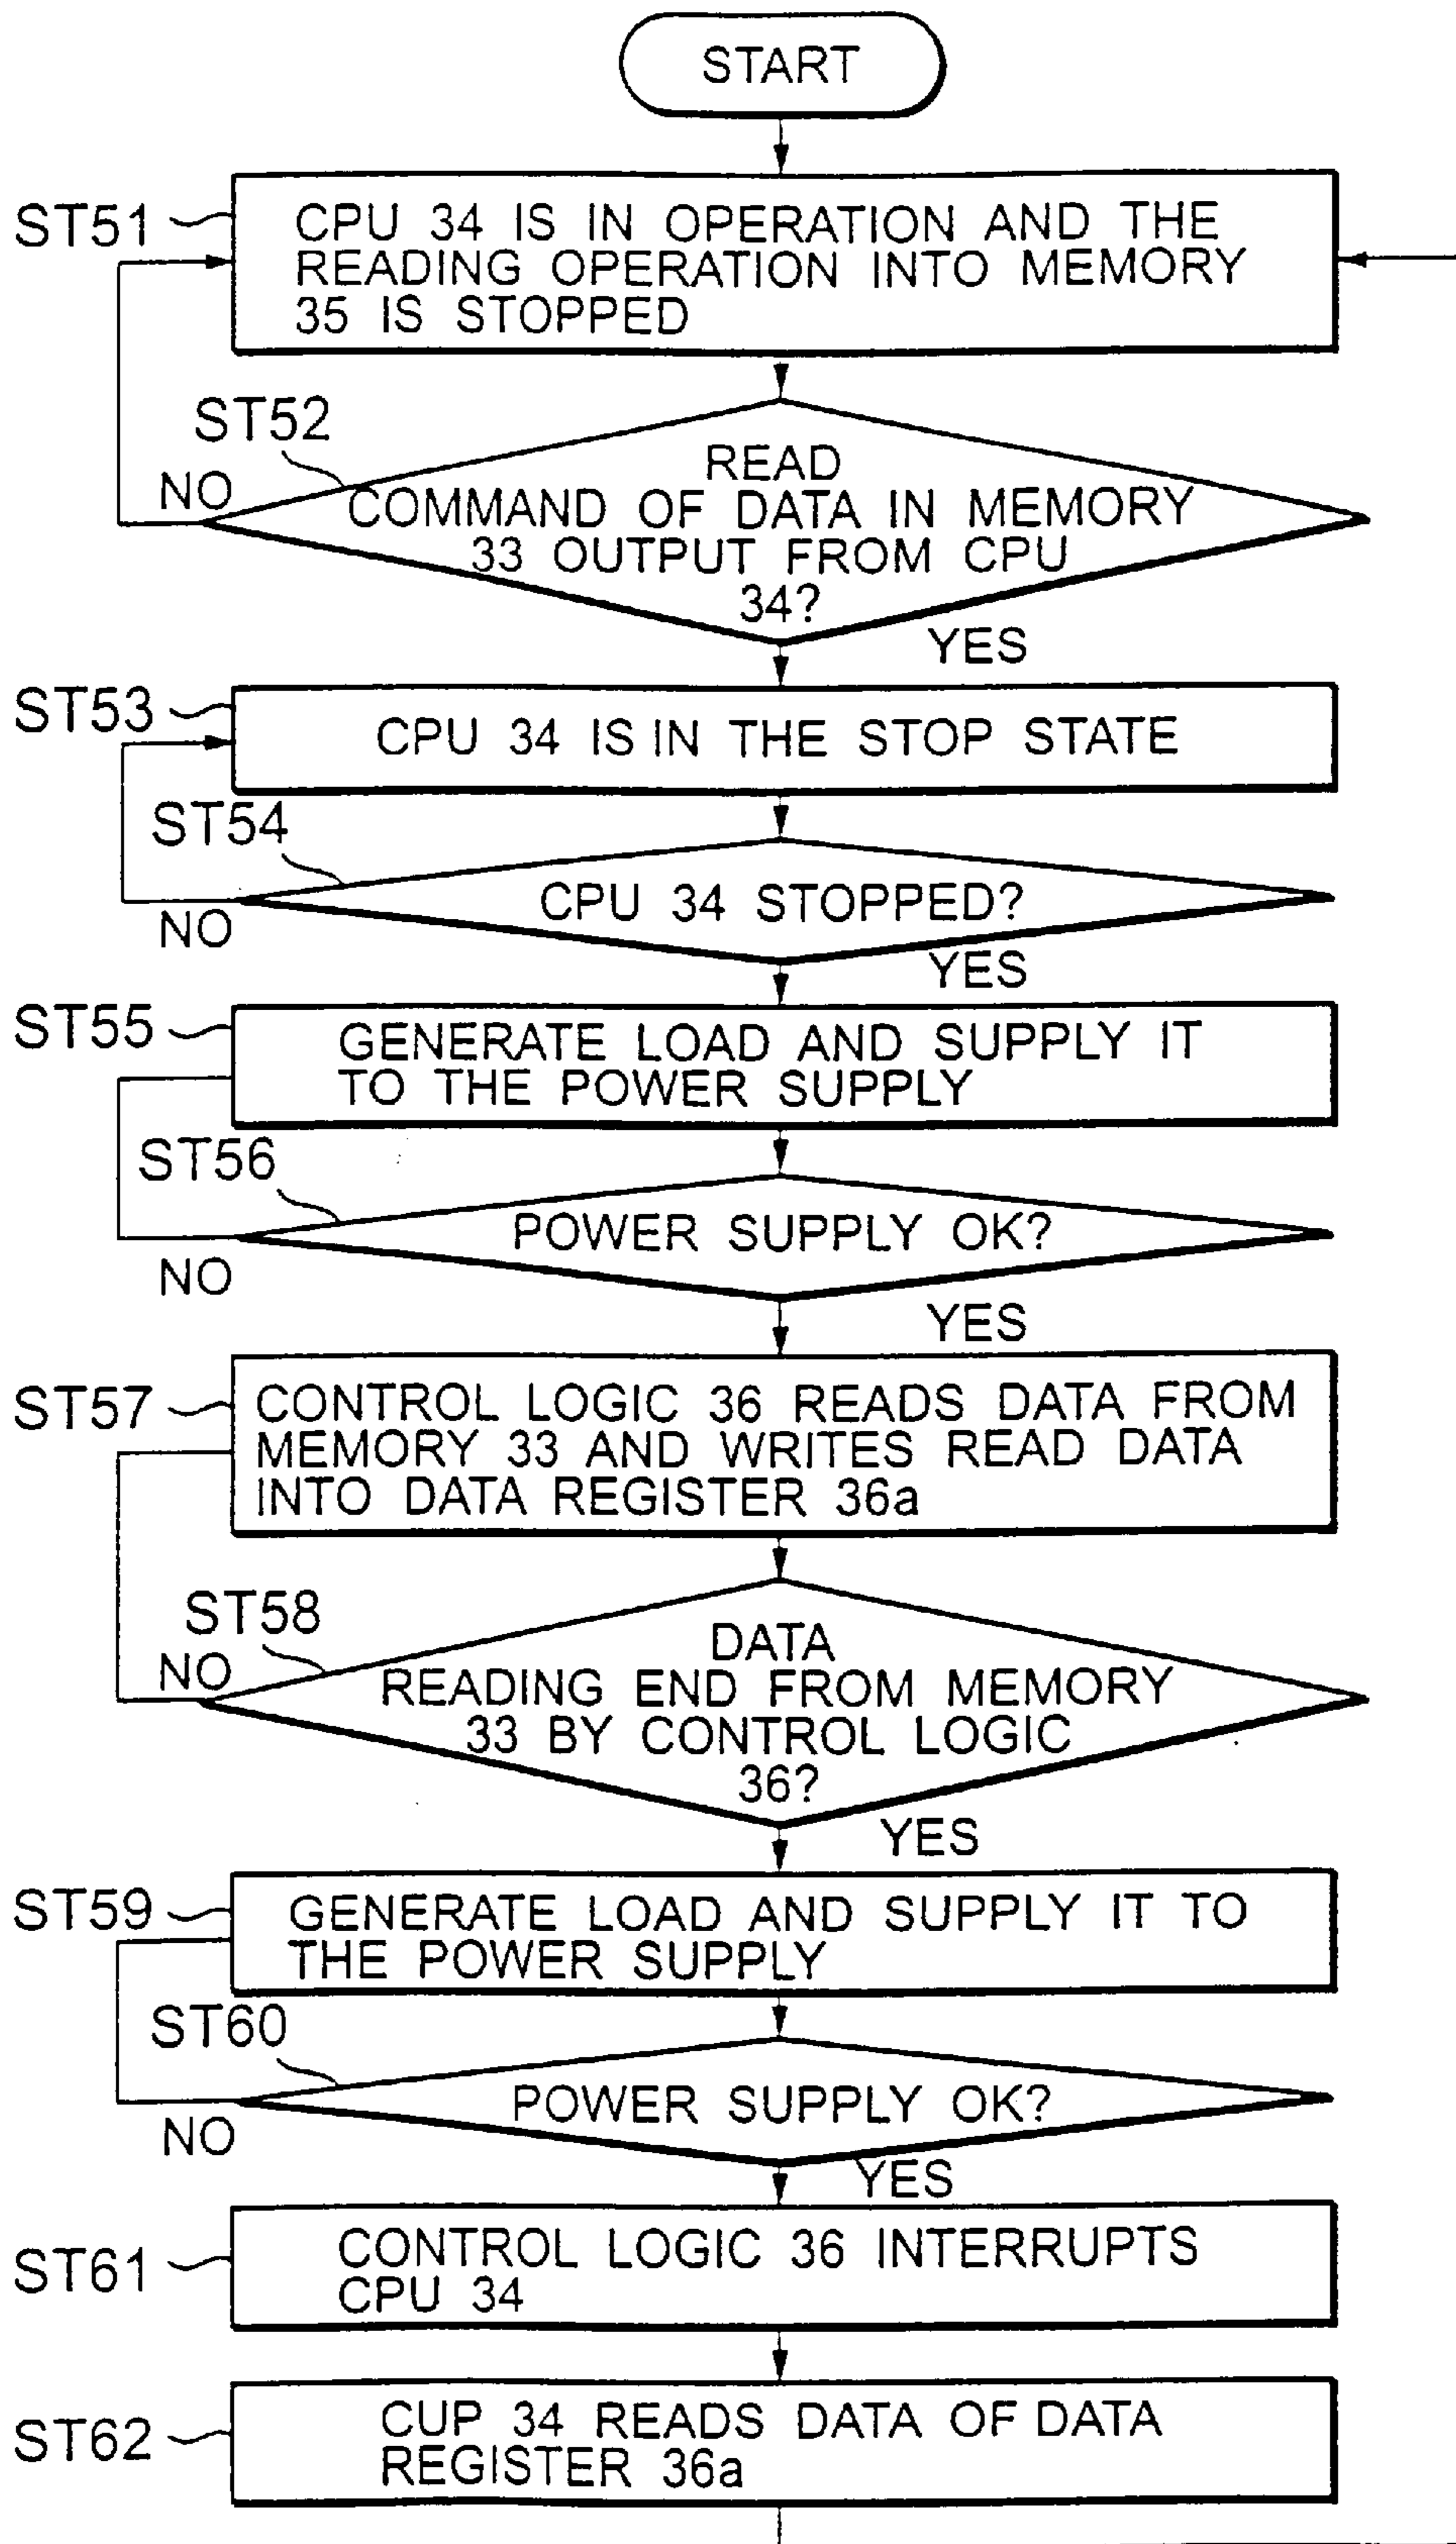 START
ST51
CPU 34 IS IN OPERATION AND THE
READING OPERATION INTO MEMORY
35 IS STOPPED
ST52
NO
READ
COMMAND OF DATA IN MEMORY
33 OUTPUT FROM CPU
34?
YES
ST53
CPU 34 IS IN THE STOP STATE
ST54
CPU 34 STOPPED?
NO
YES
ST55
GENERATE LOAD AND SUPPLY IT
TO THE POWER SUPPLY
ST56
POWER SUPPLY OK?
NO
YES
ST57
CONTROL LOGIC 36 READS DATA FROM
MEMORY 33 AND WRITES READ DATA
INTO DATA REGISTER 36a
ST58
NO
DATA
READING END FROM MEMORY
33 BY CONTROL LOGIC
36?
YES
ST59
GENERATE LOAD AND SUPPLY IT TO
THE POWER SUPPLY
ST60
POWER SUPPLY OK?
NO
YES
ST61
CONTROL LOGIC 36 INTERRUPTS
CPU 34
ST62
CUP 34 READS DATA OF DATA
REGISTER 36a